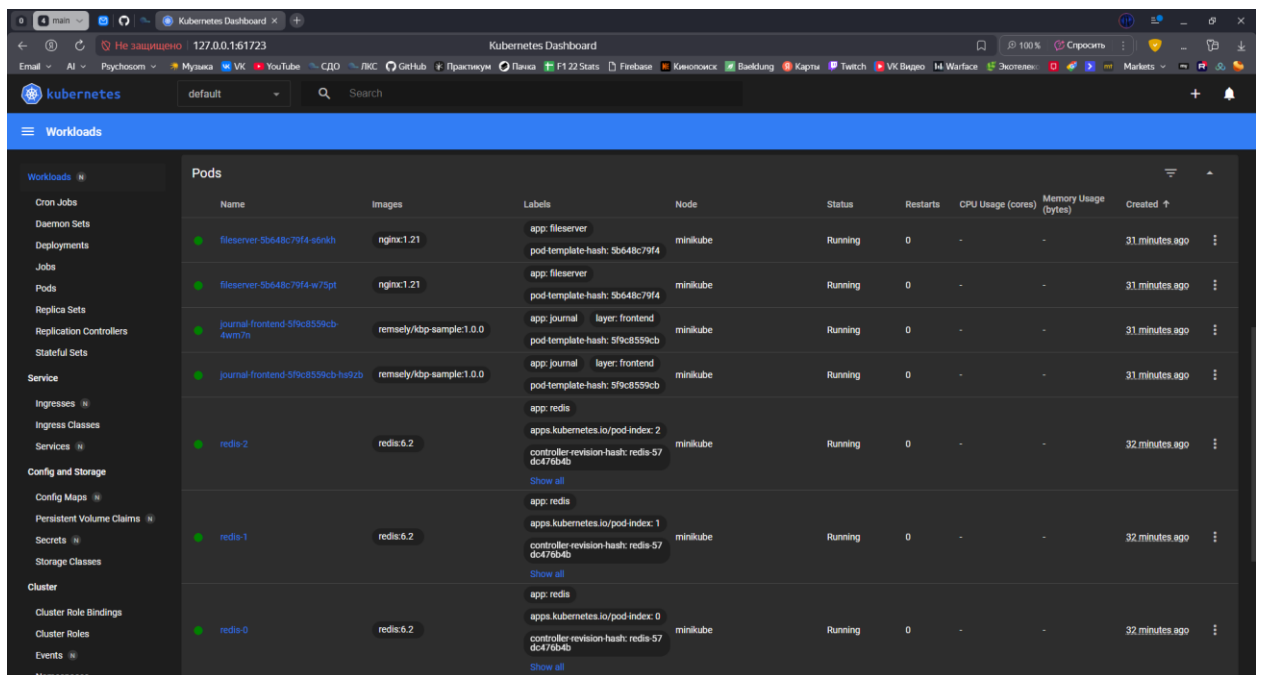 0 4 main Kubernetes Dashboard × +
Не защищено 127.0.0.1:61723 Kubernetes Dashboard 100 % Спросить
Email AI Psychosom Музыка VK YouTube СДО ЛКС GitHub Практикум Пачка F1 22 Stats Firebase Кинопоиск Baeldung Карты Twitch VK Видео Warface Экотелек Markets
kubernetes default Search +
Workloads
Workloads N
Cron Jobs
Daemon Sets
Deployments
Jobs
Pods
Replica Sets
Replication Controllers
Stateful Sets
Service
Ingresses N
Ingress Classes
Services N
Config and Storage
Config Maps N
Persistent Volume Claims N
Secrets N
Storage Classes
Cluster
Cluster Role Bindings
Cluster Roles
Events N
Pods
Name Images Labels Node Status Restarts CPU Usage (cores) Memory Usage (bytes) Created ↑
fileserver-5b648c79f4-s6nkh nginx:1.21 app: fileserver minikube Running 0 - - 31 minutes ago
pod-template-hash: 5b648c79f4
fileserver-5b648c79f4-w75pt nginx:1.21 app: fileserver minikube Running 0 - - 31 minutes ago
pod-template-hash: 5b648c79f4
journal-frontend-5f9c8559cb-4wm7n remsely/kbp-sample:1.0.0 app: journal layer: frontend minikube Running 0 - - 31 minutes ago
pod-template-hash: 5f9c8559cb
journal-frontend-5f9c8559cb-hs9zb remsely/kbp-sample:1.0.0 app: journal layer: frontend minikube Running 0 - - 31 minutes ago
pod-template-hash: 5f9c8559cb
redis-2 redis:6.2 app: redis minikube Running 0 - - 32 minutes ago
apps.kubernetes.io/pod-index: 2
controller-revision-hash: redis-57dc476b4b
Show all
redis-1 redis:6.2 app: redis minikube Running 0 - - 32 minutes ago
apps.kubernetes.io/pod-index: 1
controller-revision-hash: redis-57dc476b4b
Show all
redis-0 redis:6.2 app: redis minikube Running 0 - - 32 minutes ago
apps.kubernetes.io/pod-index: 0
controller-revision-hash: redis-57dc476b4b
Show all